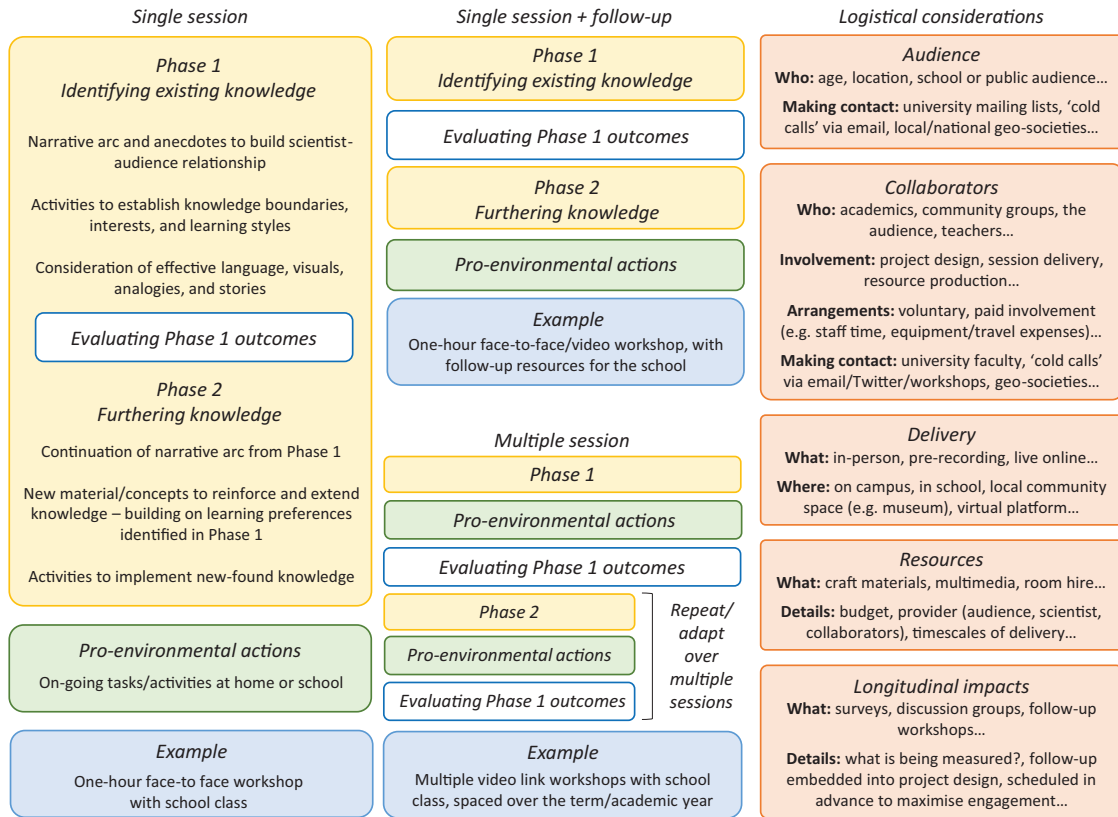 Single session
Phase 1
Identifying existing knowledge
Narrative arc and anecdotes to build scientist-
audience relationship
Activities to establish knowledge boundaries,
interests, and learning styles
Consideration of effective language, visuals,
analogies, and stories
Evaluating Phase 1 outcomes
Phase 2
Furthering knowledge
Continuation of narrative arc from Phase 1
New material/concepts to reinforce and extend
knowledge – building on learning preferences
identified in Phase 1
Activities to implement new-found knowledge
Pro-environmental actions
On-going tasks/activities at home or school
Example
One-hour face-to face workshop
with school class
Single session + follow-up
Phase 1
Identifying existing knowledge
Evaluating Phase 1 outcomes
Phase 2
Furthering knowledge
Pro-environmental actions
Example
One-hour face-to-face/video workshop, with
follow-up resources for the school
Multiple session
Phase 1
Pro-environmental actions
Evaluating Phase 1 outcomes
Phase 2
Pro-environmental actions
Evaluating Phase 1 outcomes
Repeat/
adapt
over
multiple
sessions
Example
Multiple video link workshops with school
class, spaced over the term/academic year
Logistical considerations
Audience
Who: age, location, school or public audience…
Making contact: university mailing lists, ‘cold
calls’ via email, local/national geo-societies…
Collaborators
Who: academics, community groups, the
audience, teachers…
Involvement: project design, session delivery,
resource production…
Arrangements: voluntary, paid involvement
(e.g. staff time, equipment/travel expenses)…
Making contact: university faculty, ‘cold calls’
via email/Twitter/workshops, geo-societies…
Delivery
What: in-person, pre-recording, live online…
Where: on campus, in school, local community
space (e.g. museum), virtual platform…
Resources
What: craft materials, multimedia, room hire…
Details: budget, provider (audience, scientist,
collaborators), timescales of delivery…
Longitudinal impacts
What: surveys, discussion groups, follow-up
workshops…
Details: what is being measured?, follow-up
embedded into project design, scheduled in
advance to maximise engagement…